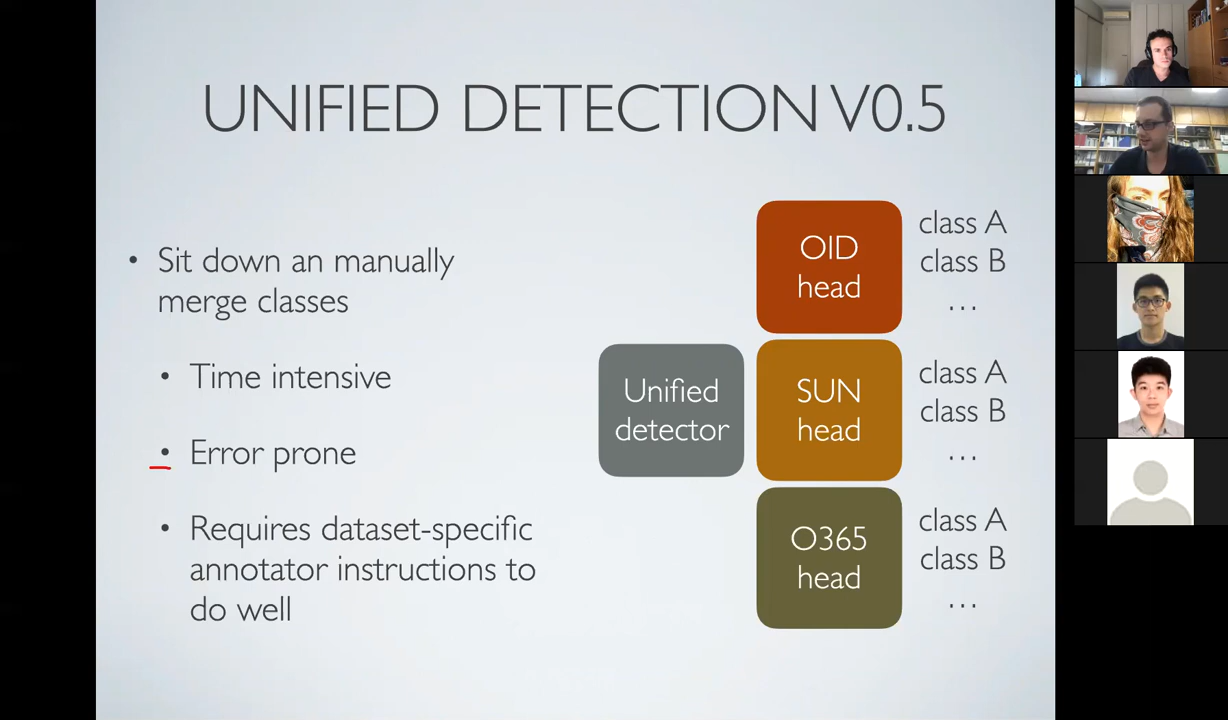 UNIFIED DETECTION V0.5
• Sit down an manually
merge classes
• Time intensive
• Error prone
• Requires dataset-specific
annotator instructions to
do well
Unified
detector
OID
head
class A
class B
...
SUN
head
class A
class B
...
O365
head
class A
class B
...